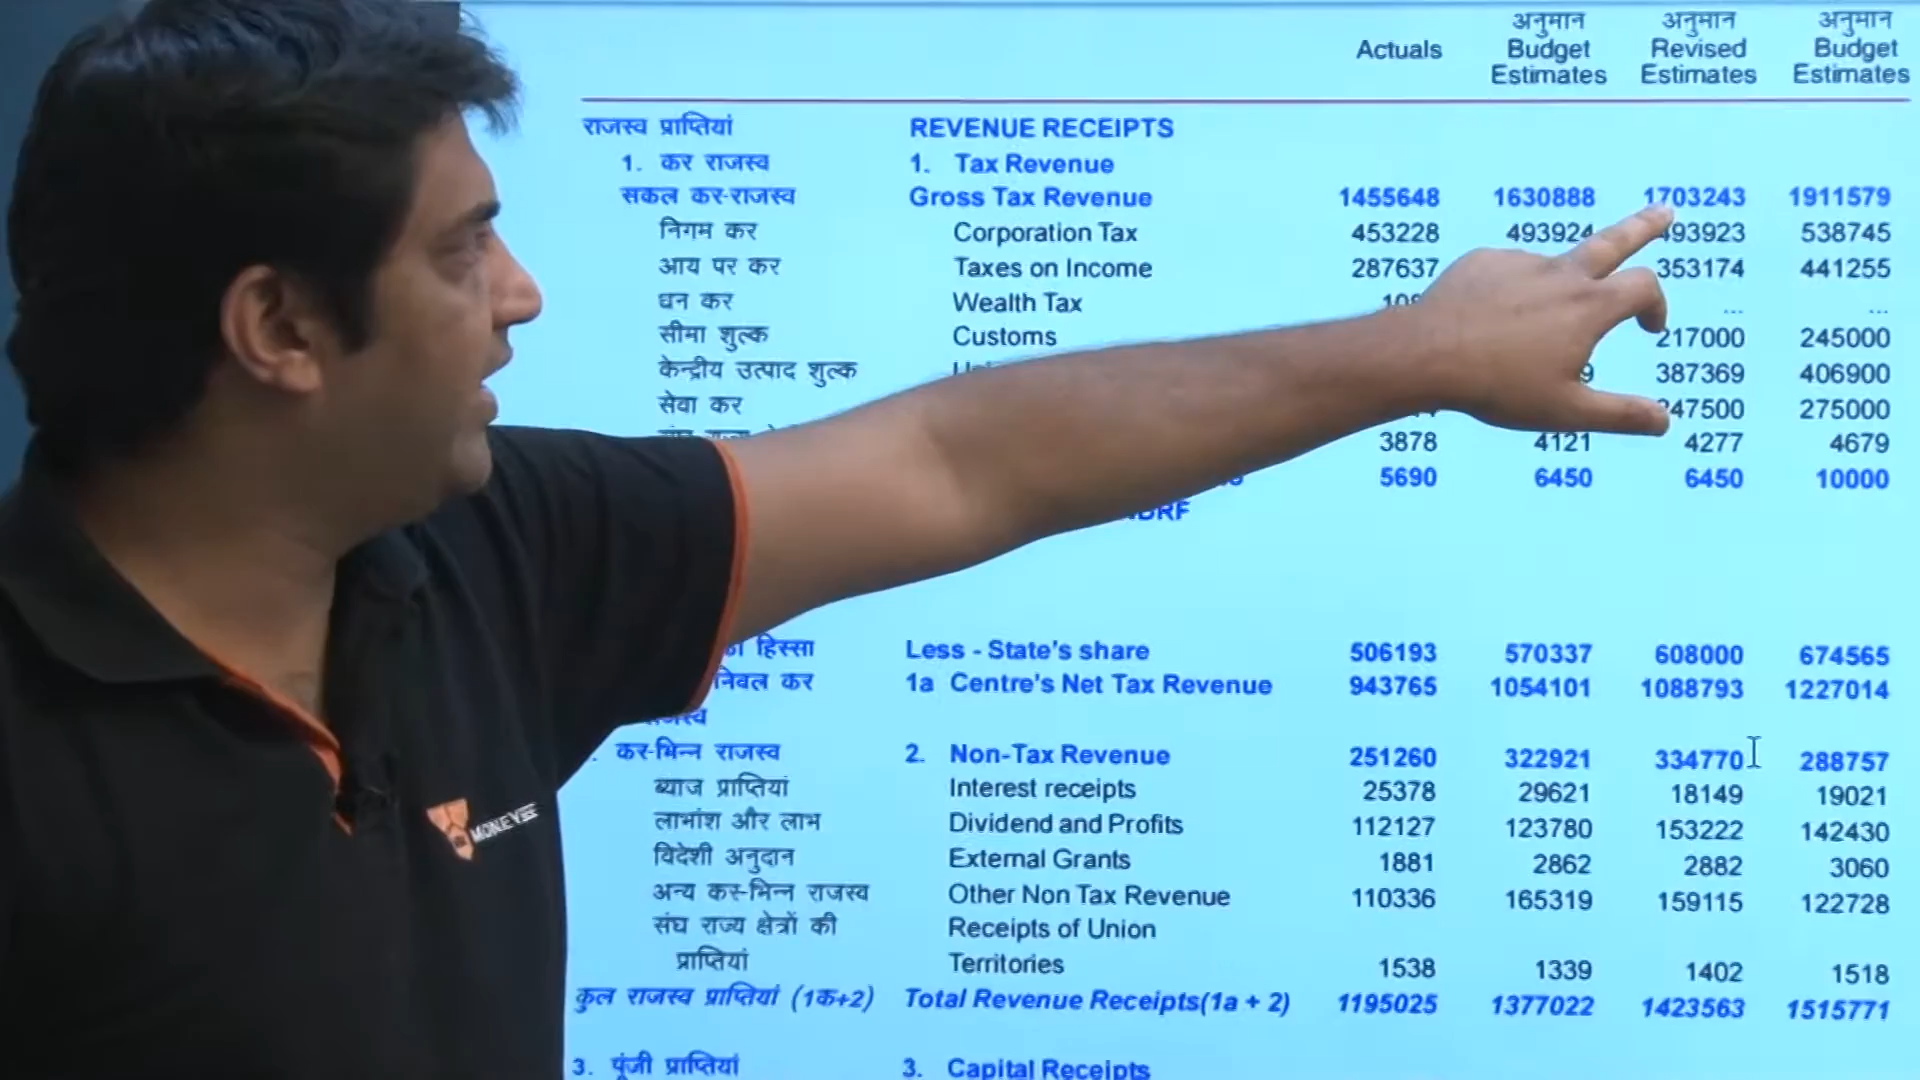 अनुमान अनुमान अनुमान
Actuals Budget Revised Budget
Estimates Estimates Estimates
राजस्व प्राप्तियां REVENUE RECEIPTS
1. कर राजस्व 1. Tax Revenue
सकल कर-राजस्व Gross Tax Revenue 1455648 1630888 1703243 1911579
निगम कर Corporation Tax 453228 493924 493923 538745
आय पर कर Taxes on Income 287637 353174 441255
धन कर Wealth Tax ... ...
सीमा शुल्क Customs 217000 245000
केन्द्रीय उत्पाद शुल्क 387369 406900
सेवा कर 275000
3878 4121 4277 4679
5690 6450 6450 10000
हिस्सा Less - State's share 506193 570337 608000 674565
निवल कर 1a Centre's Net Tax Revenue 943765 1054101 1088793 1227014
कर-भिन्न राजस्व 2. Non-Tax Revenue 251260 322921 334770 288757
ब्याज प्राप्तियां Interest receipts 25378 29621 18149 19021
लाभांश और लाभ Dividend and Profits 112127 123780 153222 142430
विदेशी अनुदान External Grants 1881 2862 2882 3060
अन्य कर-भिन्न राजस्व Other Non Tax Revenue 110336 165319 159115 122728
संघ राज्य क्षेत्रों की Receipts of Union
प्राप्तियां Territories 1538 1339 1402 1518
कुल राजस्व प्राप्तियां (1क+2) Total Revenue Receipts(1a + 2) 1195025 1377022 1423563 1515771
3. पूंजी प्राप्तियां 3. Capital Receipts
MONEY